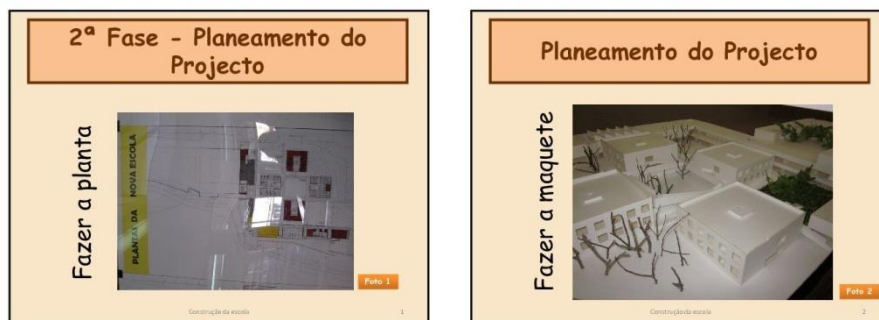 2ª Fase - Planeamento do
Projecto
Fazer a planta
PLANTAS DA NOVA ESCOLA
Foto 1
Construção da escola
1
Planeamento do Projecto
Fazer a maquete
Foto 2
Construção da escola
2